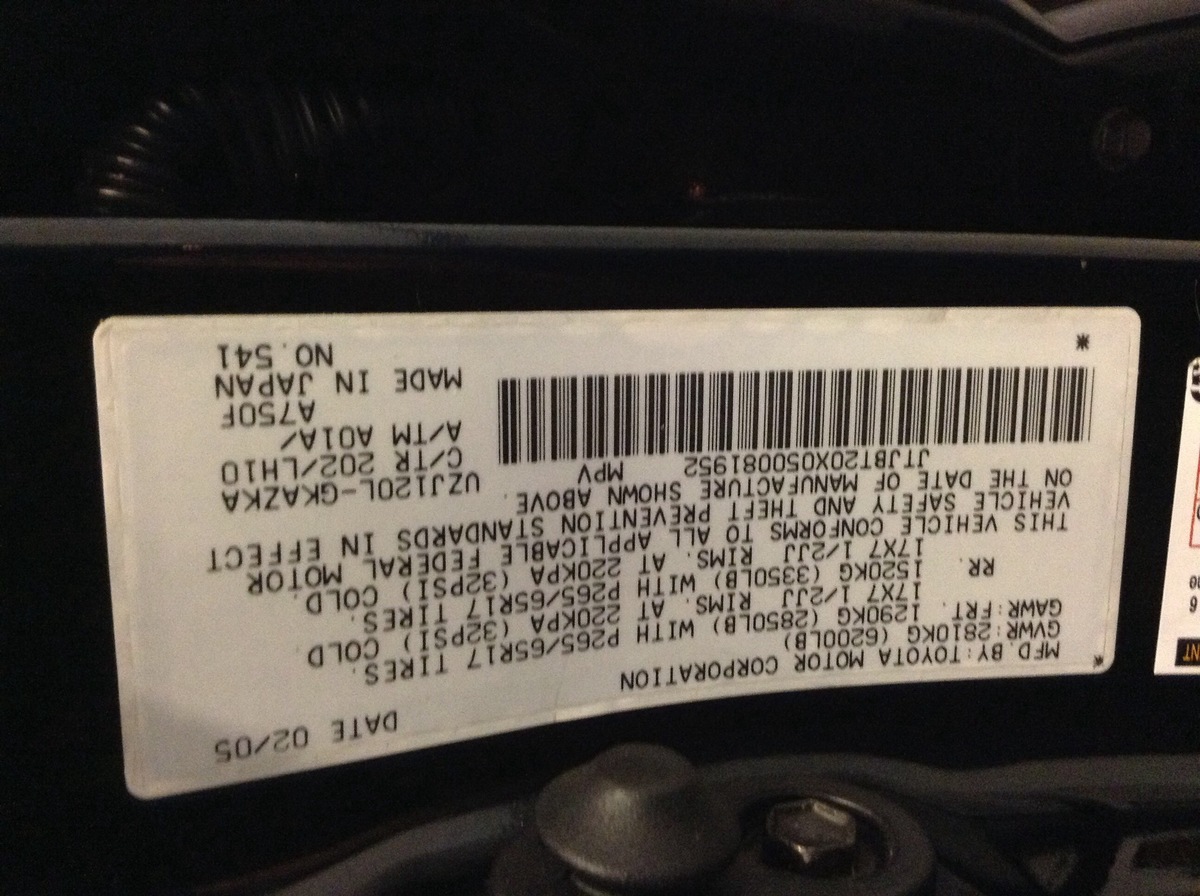 DATE 02/05
MFD. BY: TOYOTA MOTOR CORPORATION
GVWR:2810KG (6200LB)
GAWR:FRT. 1290KG (2850LB) WITH P265/65R17 TIRES.
17X7 1/2JJ RIMS. AT 220KPA (32PSI) COLD.
RR. 1520KG (3350LB) WITH P265/65R17 TIRES.
17X7 1/2JJ RIMS. AT 220KPA (32PSI) COLD.
THIS VEHICLE CONFORMS TO ALL APPLICABLE FEDERAL MOTOR
VEHICLE SAFETY AND THEFT PREVENTION STANDARDS IN EFFECT
ON THE DATE OF MANUFACTURE SHOWN ABOVE.
JTJBT20X050081952 MPV
UZJ120L-GKAZKA
C/TR 202/LH10
A/TM A01A/
A750F
MADE IN JAPAN
NO.541